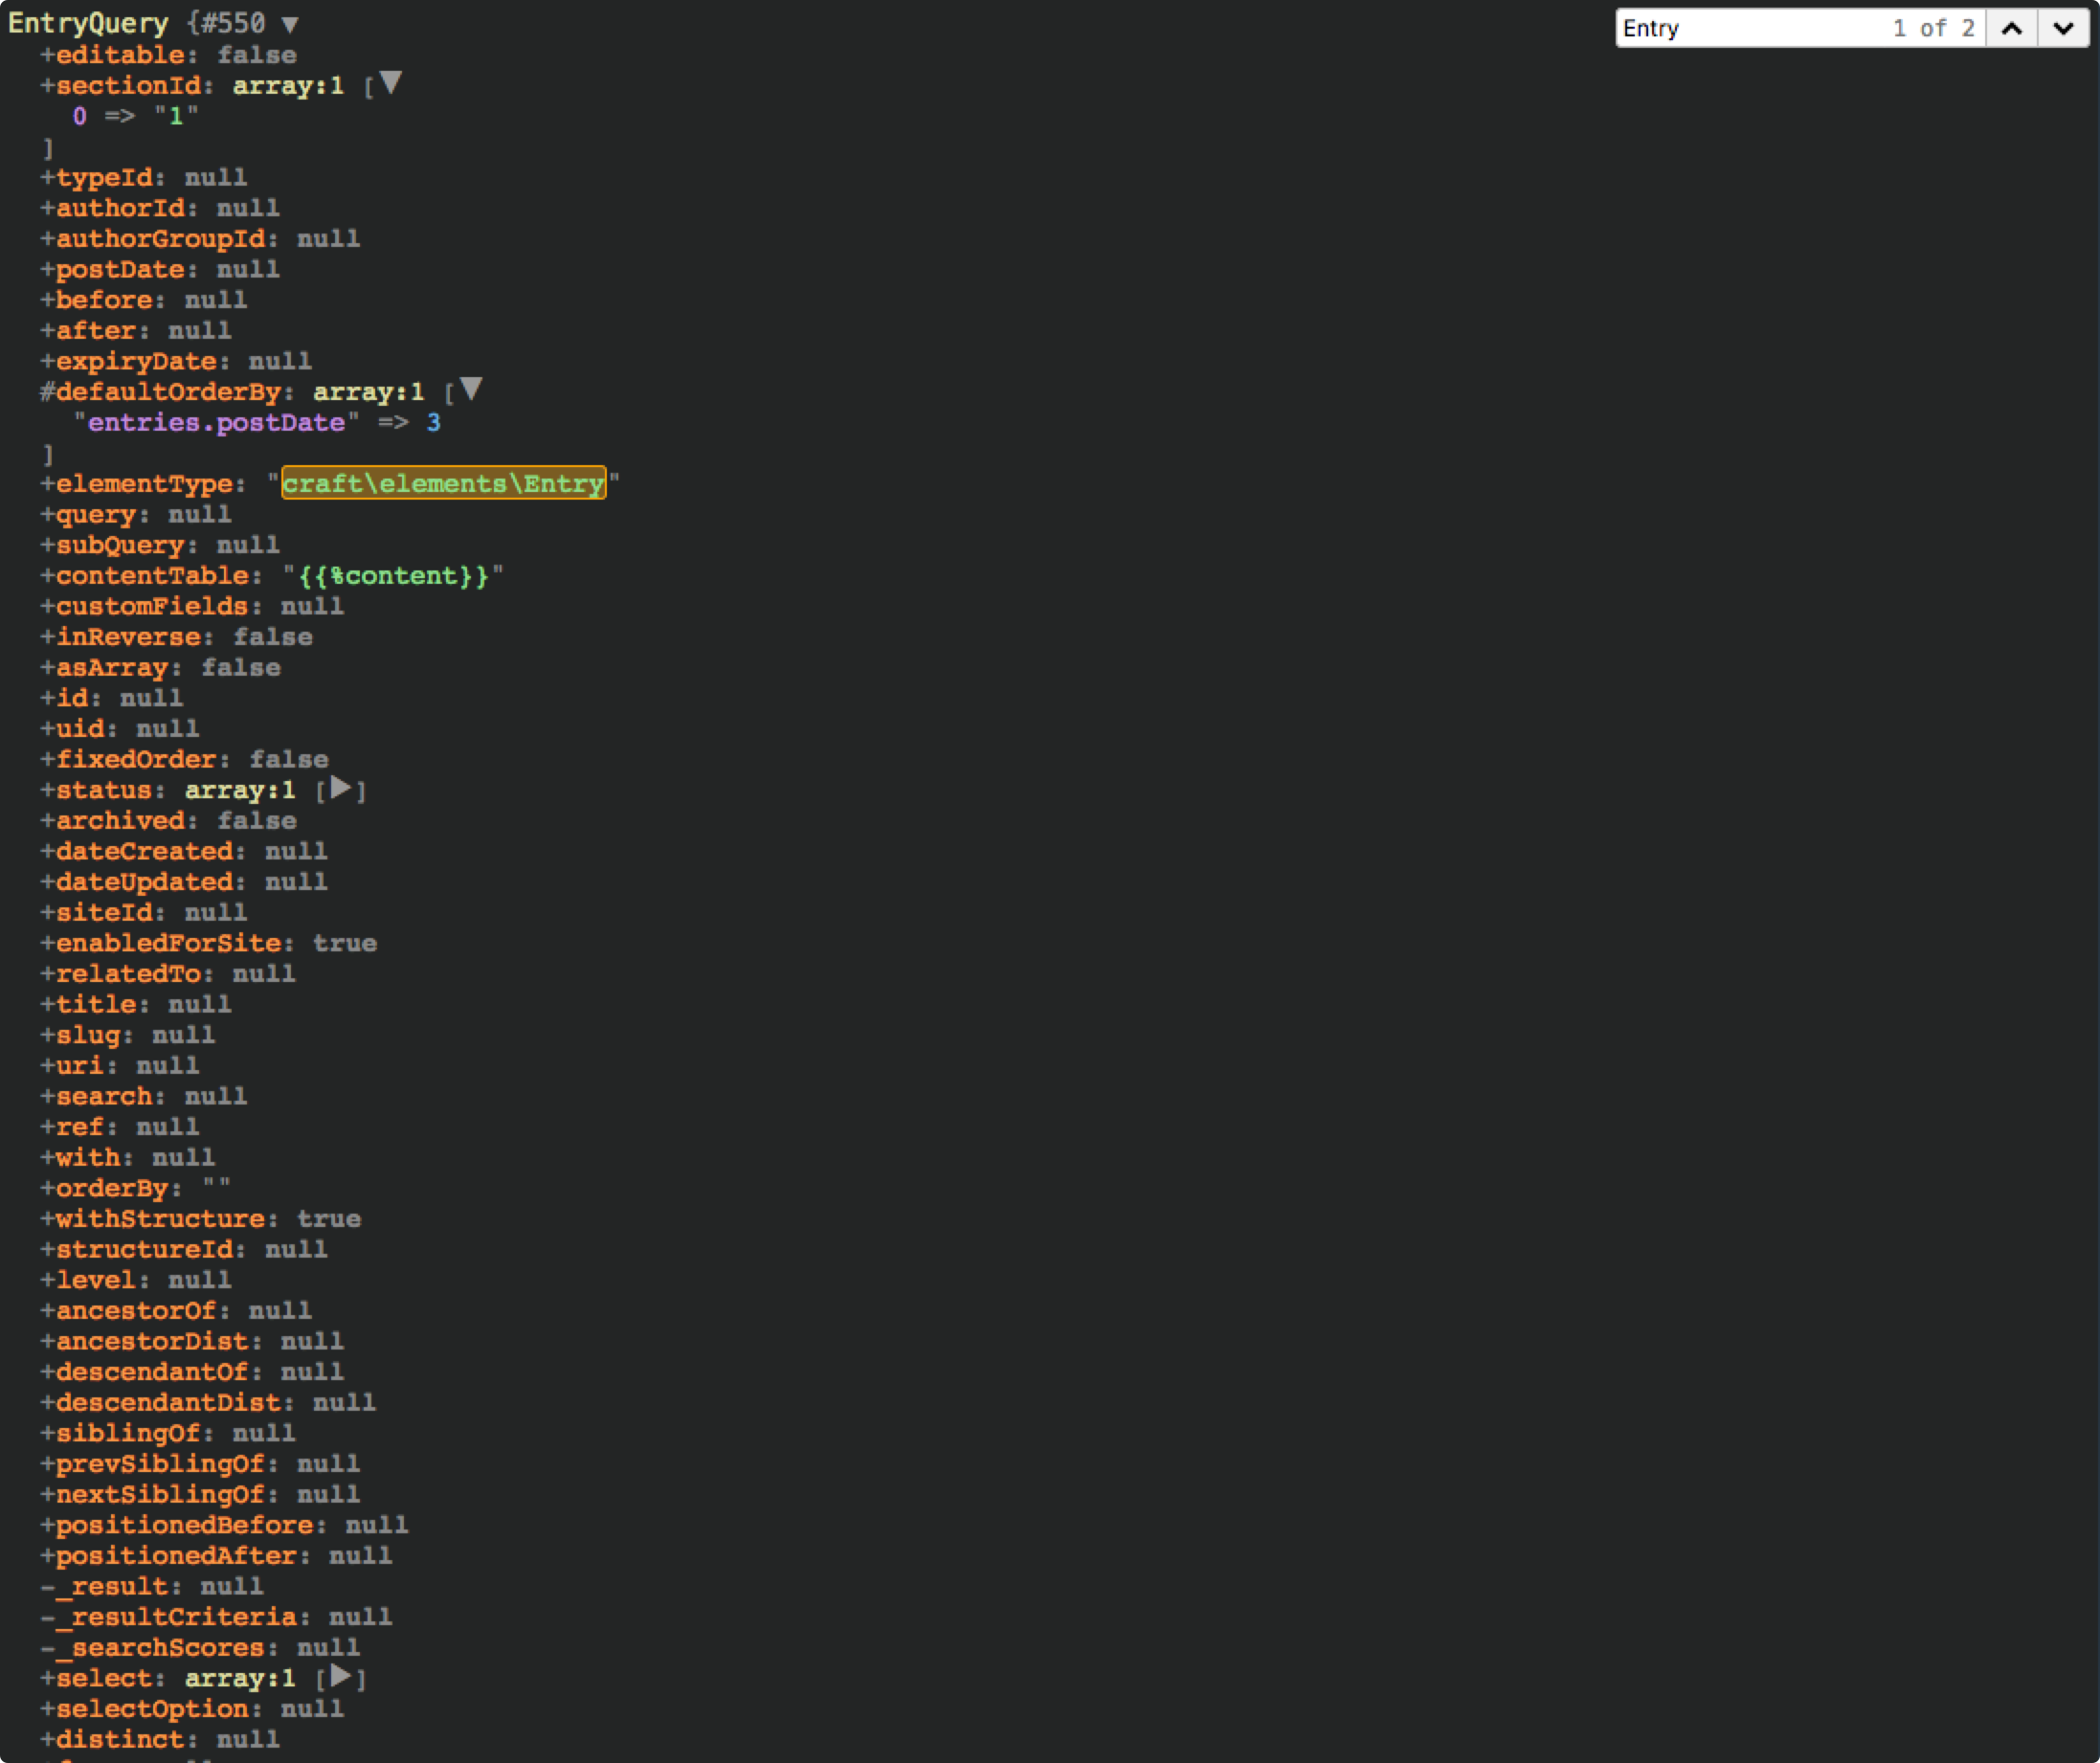 EntryQuery {#550 ▼
Entry 1 of 2
+editable: false
+sectionId: array:1 [▼
0 => "1"
]
+typeId: null
+authorId: null
+authorGroupId: null
+postDate: null
+before: null
+after: null
+expiryDate: null
#defaultOrderBy: array:1 [▼
"entries.postDate" => 3
]
+elementType: "craft\elements\Entry"
+query: null
+subQuery: null
+contentTable: "{{%content}}"
+customFields: null
+inReverse: false
+asArray: false
+id: null
+uid: null
+fixedOrder: false
+status: array:1 [▶]
+archived: false
+dateCreated: null
+dateUpdated: null
+siteId: null
+enabledForSite: true
+relatedTo: null
+title: null
+slug: null
+uri: null
+search: null
+ref: null
+with: null
+orderBy: ""
+withStructure: true
+structureId: null
+level: null
+ancestorOf: null
+ancestorDist: null
+descendantOf: null
+descendantDist: null
+siblingOf: null
+prevSiblingOf: null
+nextSiblingOf: null
+positionedBefore: null
+positionedAfter: null
-_result: null
-_resultCriteria: null
-_searchScores: null
+select: array:1 [▶]
+selectOption: null
+distinct: null